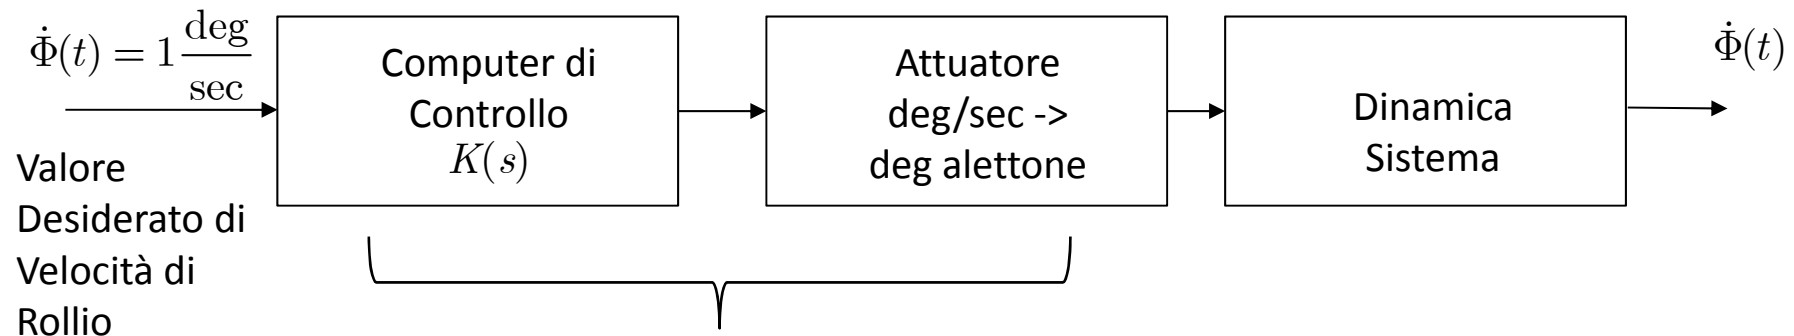 Φ̇(t) = 1 deg/sec
Valore
Desiderato di
Velocità di
Rollio
Computer di
Controllo
K(s)
Attuatore
deg/sec ->
deg alettone
Dinamica
Sistema
Φ̇(t)